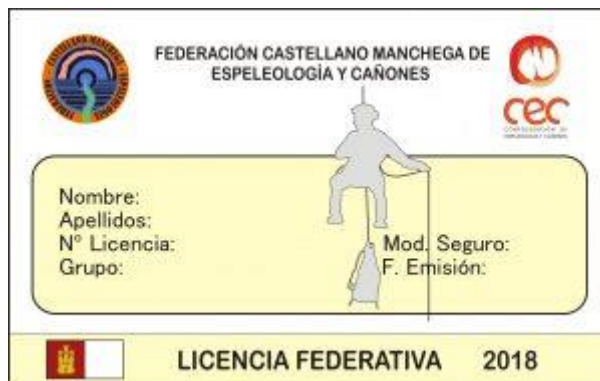 FEDERACIÓN CASTELLANO MANCHEGA DE
ESPELEOLOGÍA Y CAÑONES
cec
Nombre:
Apellidos:
Nº Licencia:
Mod. Seguro:
Grupo:
F. Emisión:
LICENCIA FEDERATIVA 2018